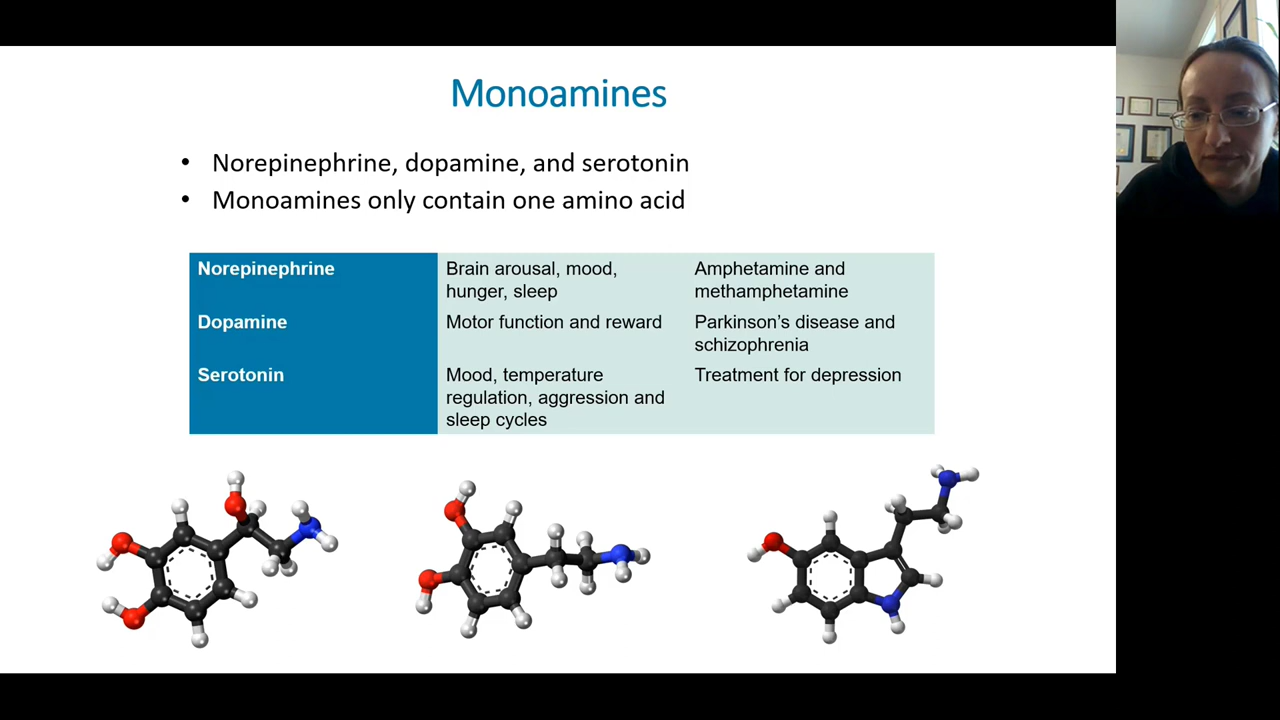 Monoamines
• Norepinephrine, dopamine, and serotonin
• Monoamines only contain one amino acid
Norepinephrine
Brain arousal, mood,
hunger, sleep
Amphetamine and
methamphetamine
Dopamine
Motor function and reward
Parkinson's disease and
schizophrenia
Serotonin
Mood, temperature
regulation, aggression and
sleep cycles
Treatment for depression